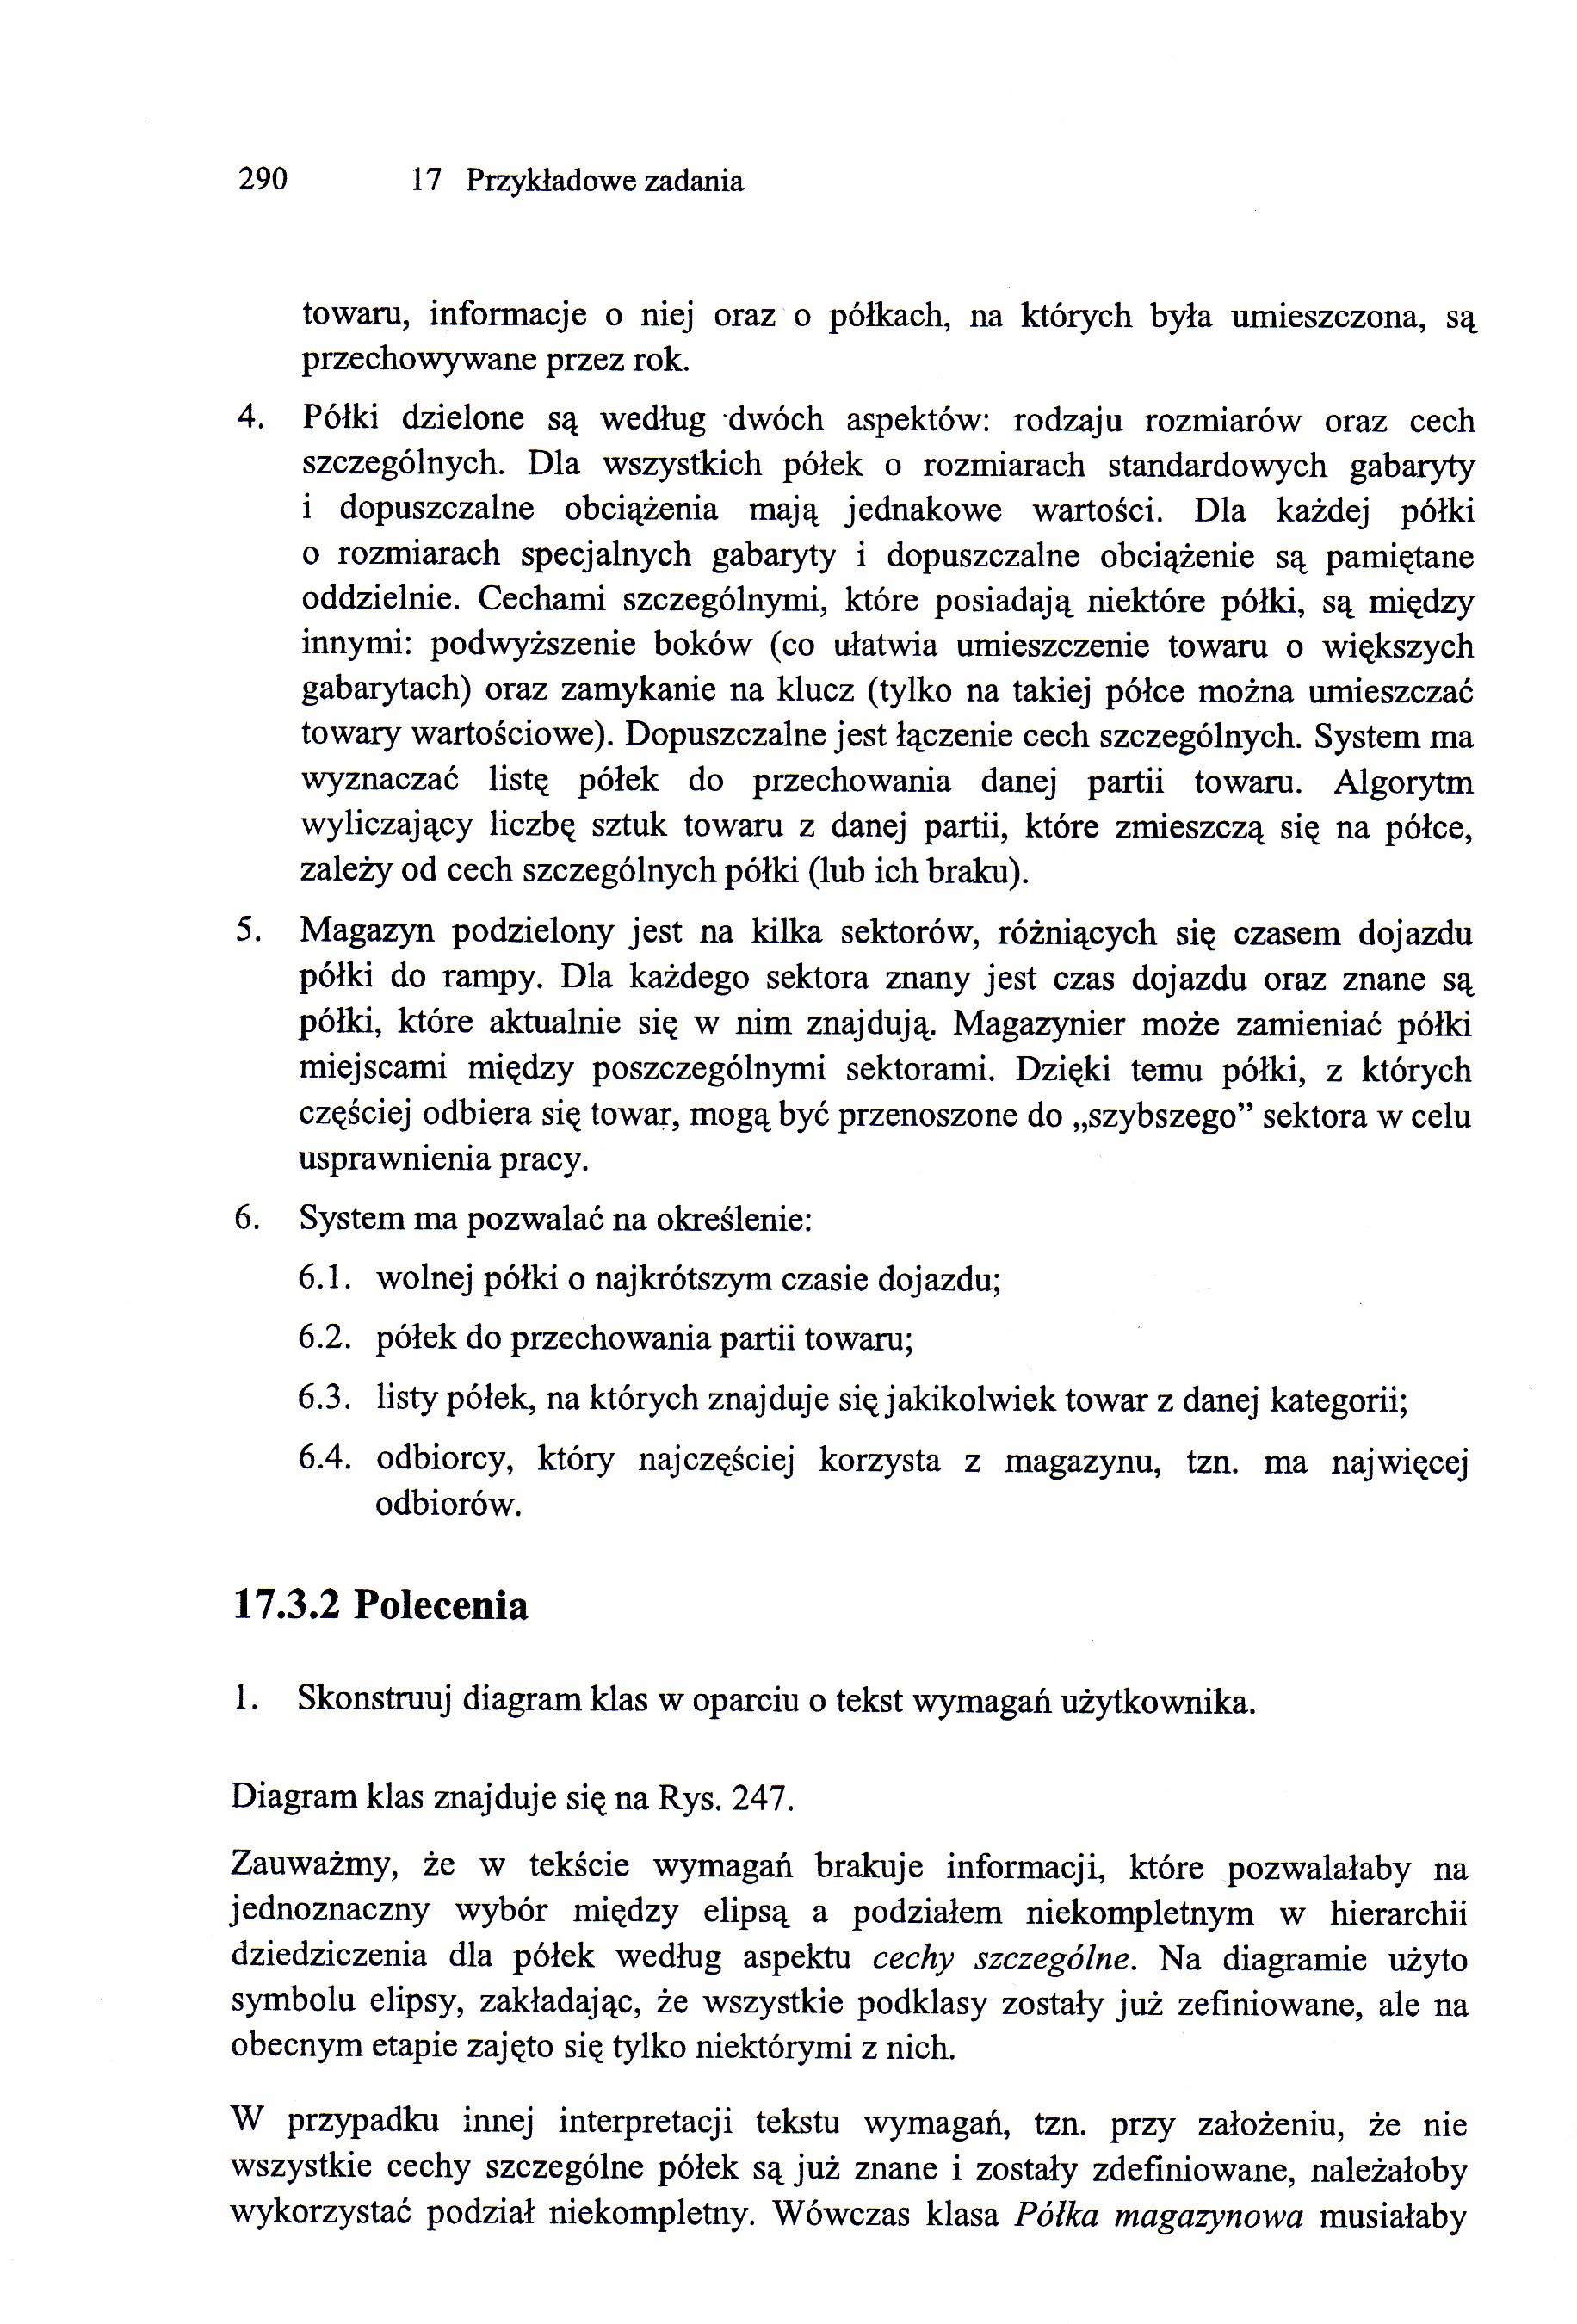 290 17 Przykładowe zadania
towaru, informacje o niej oraz o półkach, na których była umieszczona, są
przechowywane przez rok.
4. Półki dzielone są według dwóch aspektów: rodzaju rozmiarów oraz cech
szczególnych. Dla wszystkich półek o rozmiarach standardowych gabaryty
i dopuszczalne obciążenia mają jednakowe wartości. Dla każdej półki
o rozmiarach specjalnych gabaryty i dopuszczalne obciążenie są pamiętane
oddzielnie. Cechami szczególnymi, które posiadają niektóre półki, są między
innymi: podwyższenie boków (co ułatwia umieszczenie towaru o większych
gabarytach) oraz zamykanie na klucz (tylko na takiej półce można umieszczać
towary wartościowe). Dopuszczalne jest łączenie cech szczególnych. System ma
wyznaczać listę półek do przechowania danej partii towaru. Algorytm
wyliczający liczbę sztuk towaru z danej partii, które zmieszczą się na półce,
zależy od cech szczególnych półki (lub ich braku).
5. Magazyn podzielony jest na kilka sektorów, różniących się czasem dojazdu
półki do rampy. Dla każdego sektora znany jest czas dojazdu oraz znane są
półki, które aktualnie się w nim znajdują. Magazynier może zamieniać półki
miejscami między poszczególnymi sektorami. Dzięki temu półki, z których
częściej odbiera się towar, mogą być przenoszone do „szybszego” sektora w celu
usprawnienia pracy.
6. System ma pozwalać na określenie:
6.1. wolnej półki o najkrótszym czasie dojazdu;
6.2. półek do przechowania partii towaru;
6.3. listy półek, na których znajduje się jakikolwiek towar z danej kategorii;
6.4. odbiorcy, który najczęściej korzysta z magazynu, tzn. ma najwięcej
odbiorów.
17.3.2 Polecenia
1. Skonstruuj diagram klas w oparciu o tekst wymagań użytkownika.
Diagram klas znajduje się na Rys. 247.
Zauważmy, że w tekście wymagań brakuje informacji, które pozwalałaby na
jednoznaczny wybór między elipsą a podziałem niekompletnym w hierarchii
dziedziczenia dla półek według aspektu cechy szczególne. Na diagramie użyto
symbolu elipsy, zakładając, że wszystkie podklasy zostały już zefiniowane, ale na
obecnym etapie zajęto się tylko niektórymi z nich.
W przypadku innej interpretacji tekstu wymagań, tzn. przy założeniu, że nie
wszystkie cechy szczególne półek są już znane i zostały zdefiniowane, należałoby
wykorzystać podział niekompletny. Wówczas klasa Półka magazynowa musiałaby